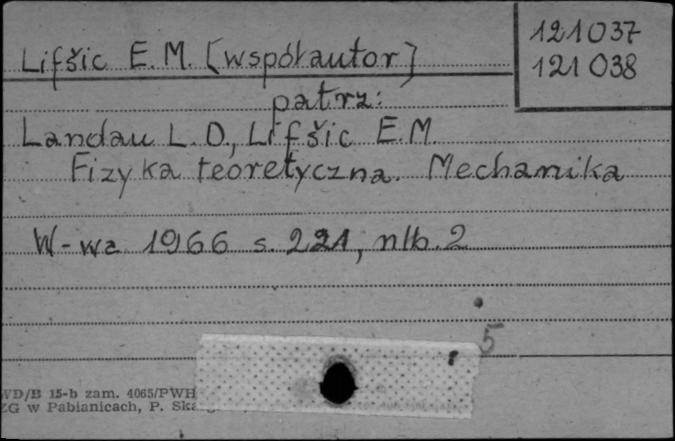 Lifšic E. M. [współautor]
121037
121038
patrz:
Landau L. D., Lifšic E. M.
Fizyka teoretyczna. Mechanika
W-wa 1966 s. 221, nlb. 2
5
WD/B 15-b zam. 4065/PWH
ZG w Pabianicach, P.